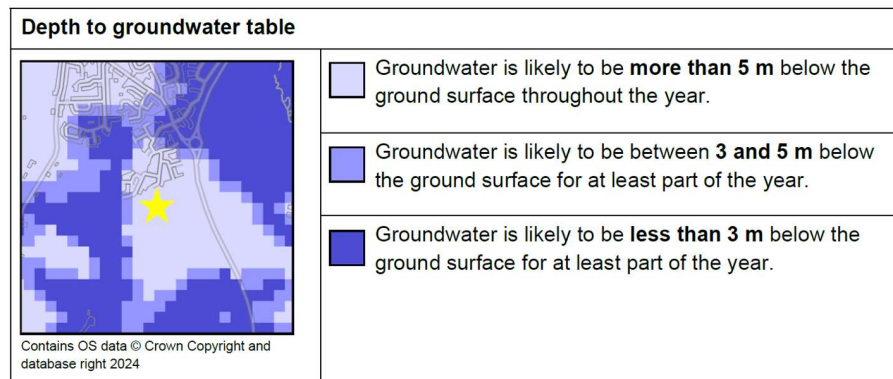 Depth to groundwater table
Groundwater is likely to be more than 5 m below the
ground surface throughout the year.
Groundwater is likely to be between 3 and 5 m below
the ground surface for at least part of the year.
Groundwater is likely to be less than 3 m below the
ground surface for at least part of the year.
Contains OS data © Crown Copyright and
database right 2024